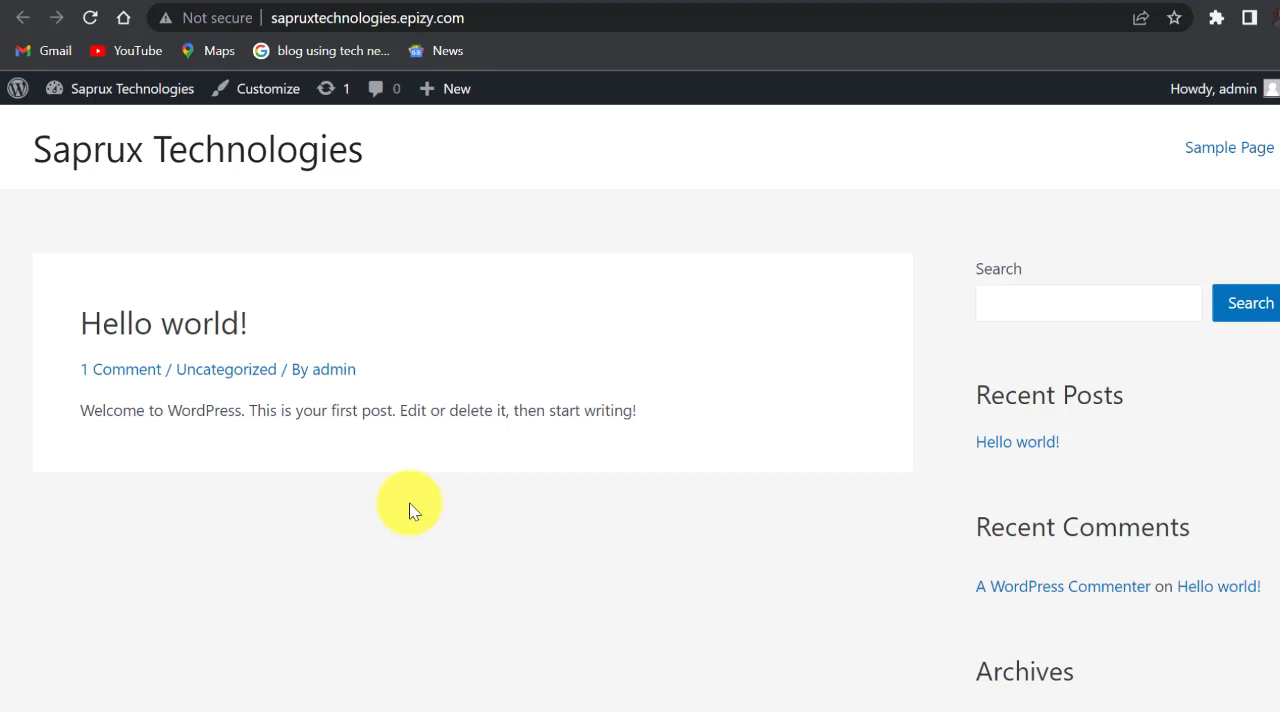 Not secure sapruxtechnologies.epizy.com
Gmail YouTube Maps blog using tech ne... News
Saprux Technologies Customize 1 0 New Howdy, admin
Saprux Technologies
Sample Page
Hello world!
1 Comment / Uncategorized / By admin
Welcome to WordPress. This is your first post. Edit or delete it, then start writing!
Search
Search
Recent Posts
Hello world!
Recent Comments
A WordPress Commenter on Hello world!
Archives